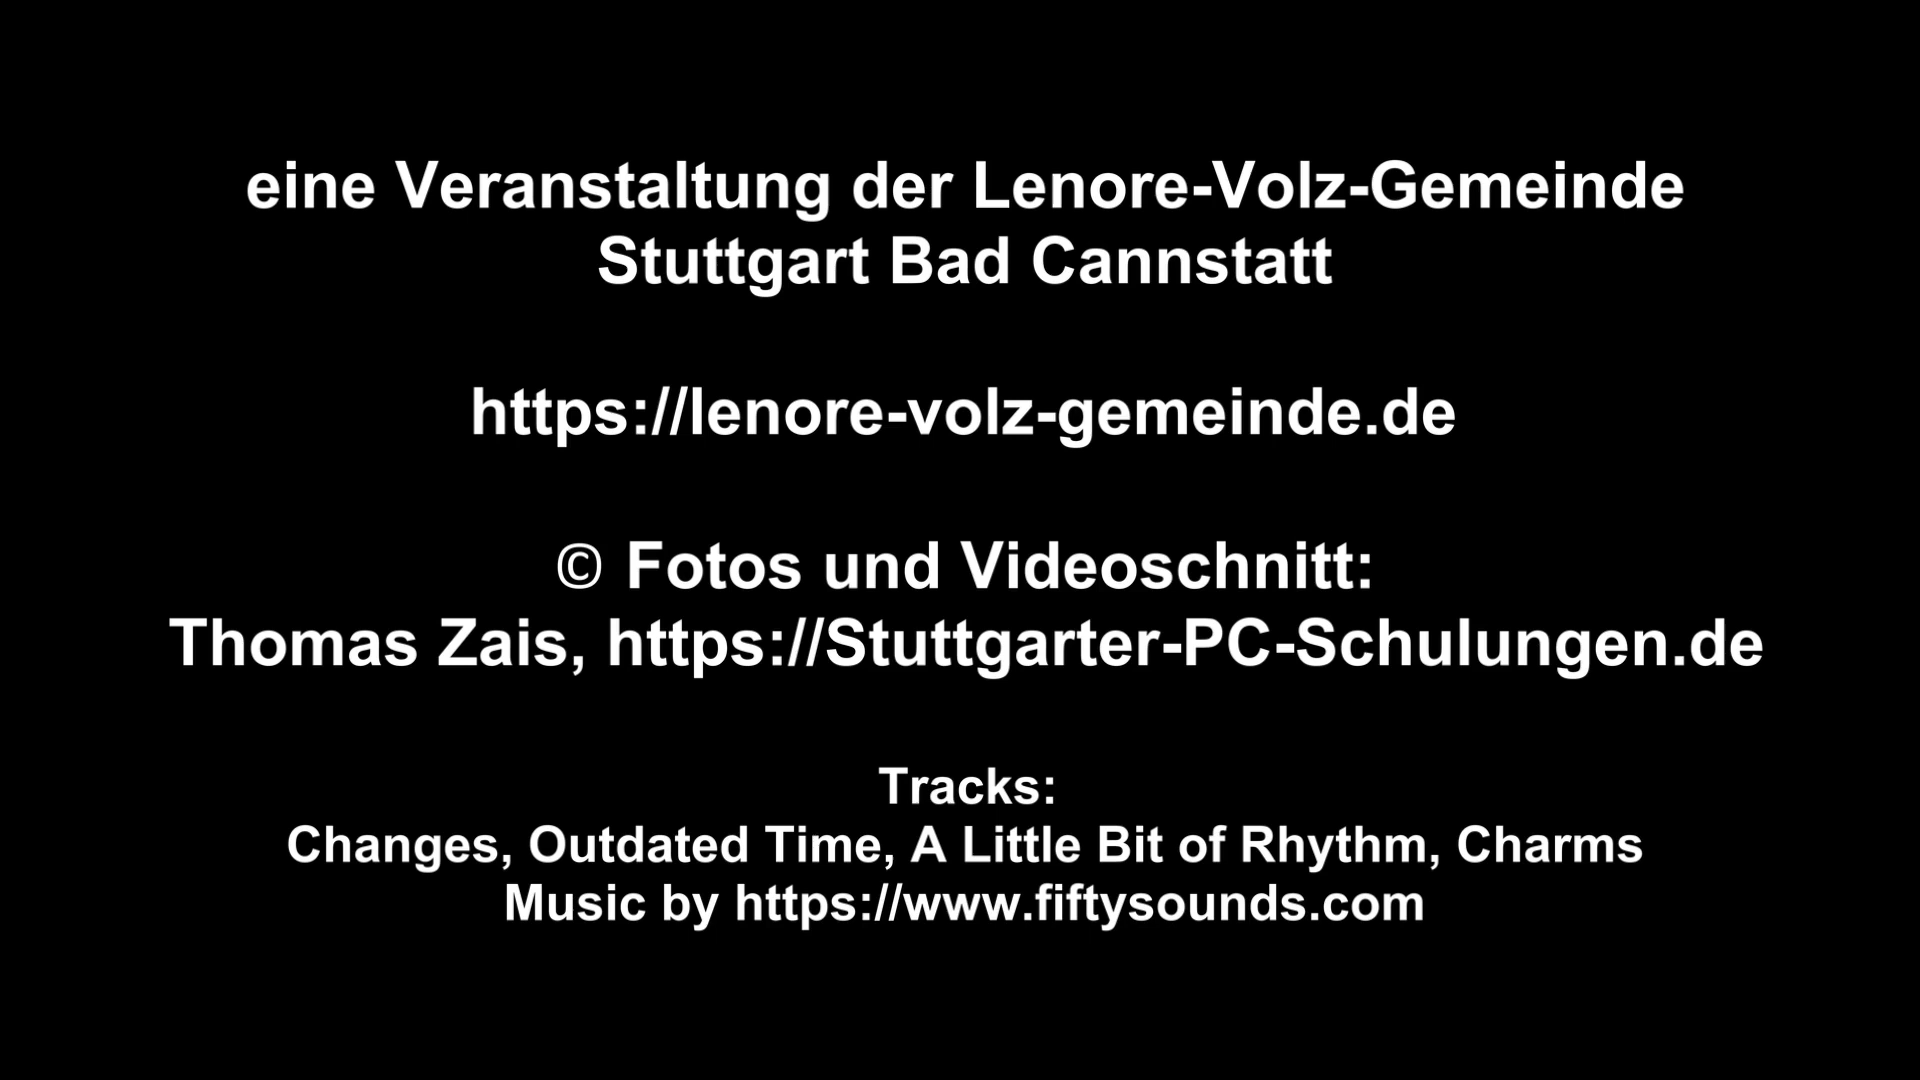 eine Veranstaltung der Lenore-Volz-Gemeinde
Stuttgart Bad Cannstatt
https://lenore-volz-gemeinde.de
© Fotos und Videoschnitt:
Thomas Zais, https://Stuttgarter-PC-Schulungen.de
Tracks:
Changes, Outdated Time, A Little Bit of Rhythm, Charms
Music by https://www.fiftysounds.com